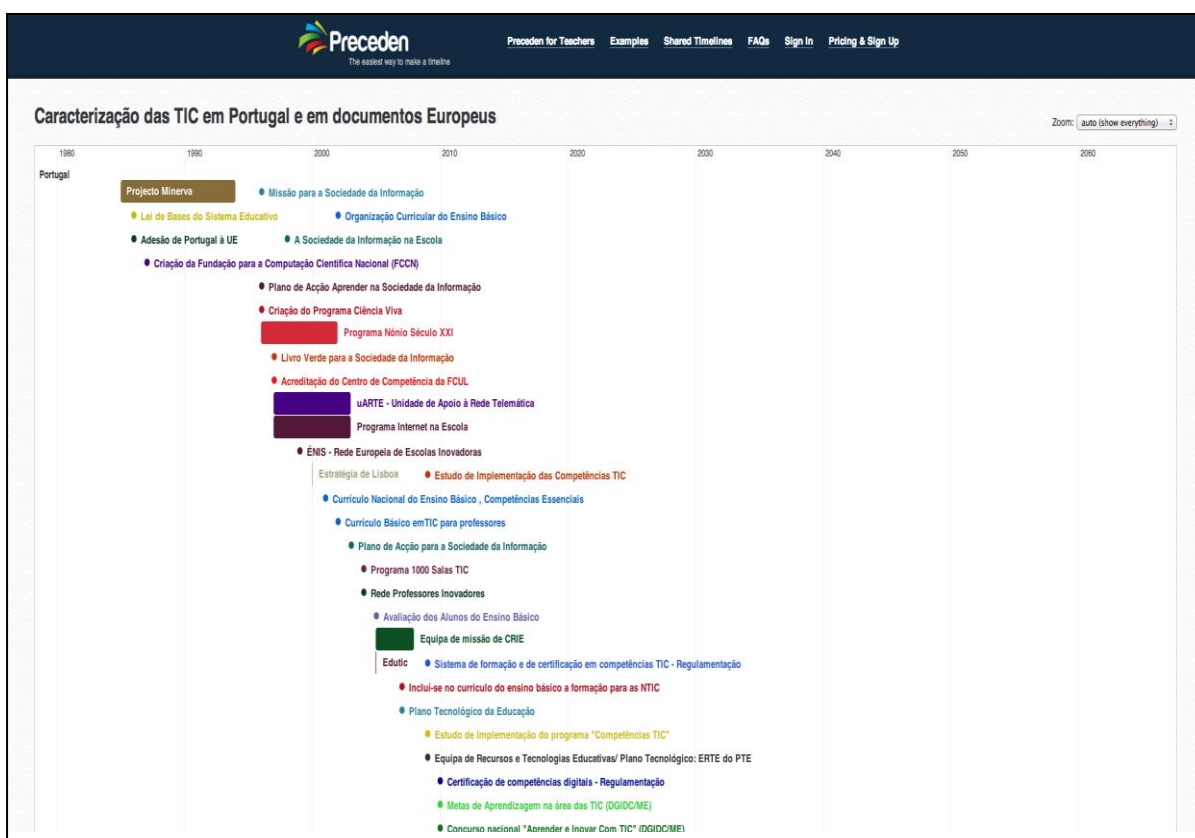 Preceden
The easiest way to make a timeline
Preceden for Teachers Examples Shared Timelines FAQs Sign In Pricing & Sign Up
Caracterização das TIC em Portugal e em documentos Europeus
Zoom: auto (show everything)
1980 1990 2000 2010 2020 2030 2040 2050 2060
Portugal
Projecto Minerva Missão para a Sociedade da Informação
Lei de Bases do Sistema Educativo Organização Curricular do Ensino Básico
Adesão de Portugal à UE A Sociedade da Informação na Escola
Criação da Fundação para a Computação Científica Nacional (FCCN)
Plano de Acção Aprender na Sociedade da Informação
Criação do Programa Ciência Viva
Programa Nónio Século XXI
Livro Verde para a Sociedade da Informação
Acreditação do Centro de Competência da FCUL
uARTE - Unidade de Apoio à Rede Telemática
Programa Internet na Escola
ÉNIS - Rede Europeia de Escolas Inovadoras
Estratégia de Lisboa Estudo de Implementação das Competências TIC
Currículo Nacional do Ensino Básico , Competências Essenciais
Currículo Básico emTIC para professores
Plano de Acção para a Sociedade da Informação
Programa 1000 Salas TIC
Rede Professores Inovadores
Avaliação dos Alunos do Ensino Básico
Equipa de missão de CRIE
Edutic Sistema de formação e de certificação em competências TIC - Regulamentação
Incluí-se no currículo do ensino básico a formação para as NTIC
Plano Tecnológico da Educação
Estudo de Implementação do programa "Competências TIC"
Equipa de Recursos e Tecnologias Educativas/ Plano Tecnológico: ERTE do PTE
Certificação de competências digitais - Regulamentação
Metas de Aprendizagem na área das TIC (DGIDC/ME)
Concurso nacional "Aprender e Inovar Com TIC" (DGIDC/ME)